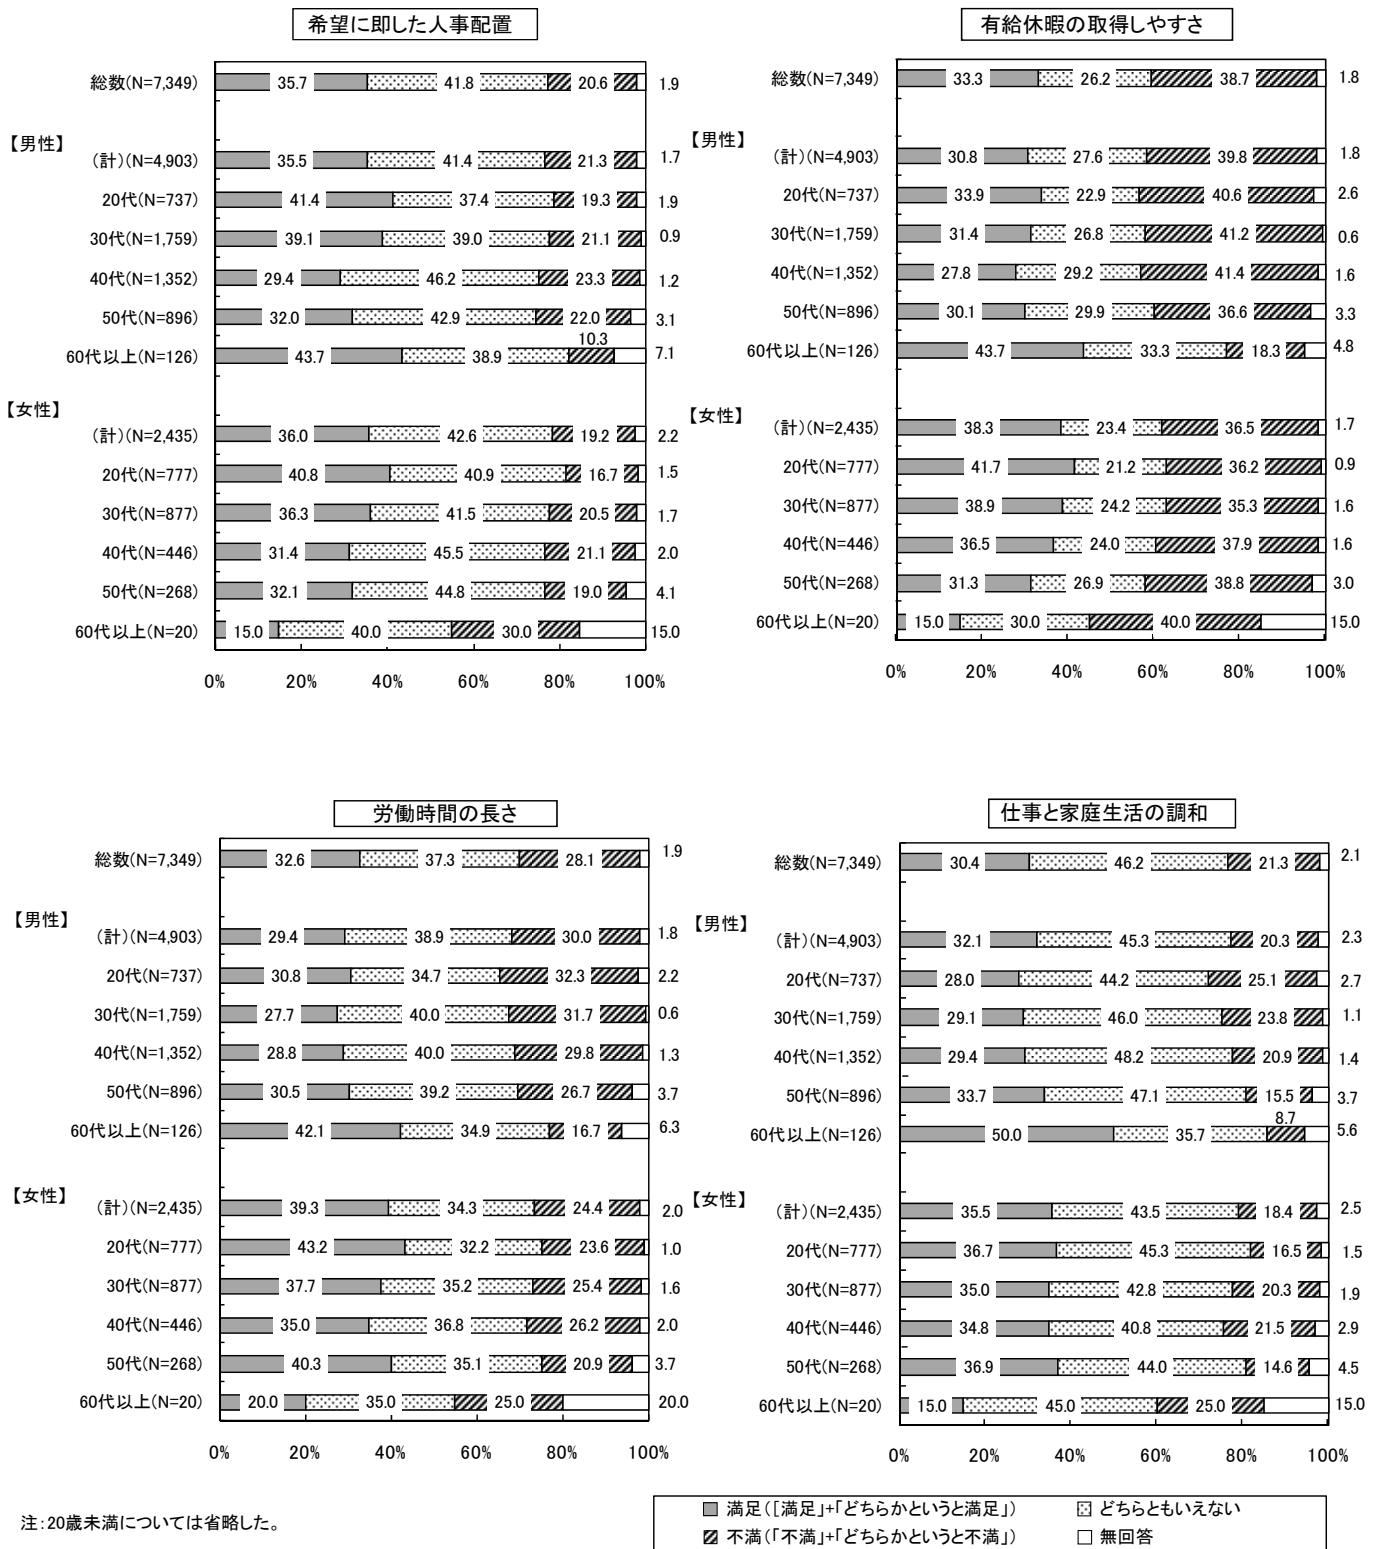 希望に即した人事配置
総数(N=7,349) 35.7 41.8 20.6 1.9
【男性】
(計)(N=4,903) 35.5 41.4 21.3 1.7
20代(N=737) 41.4 37.4 19.3 1.9
30代(N=1,759) 39.1 39.0 21.1 0.9
40代(N=1,352) 29.4 46.2 23.3 1.2
50代(N=896) 32.0 42.9 22.0 3.1
60代以上(N=126) 43.7 38.9 10.3 7.1
【女性】
(計)(N=2,435) 36.0 42.6 19.2 2.2
20代(N=777) 40.8 40.9 16.7 1.5
30代(N=877) 36.3 41.5 20.5 1.7
40代(N=446) 31.4 45.5 21.1 2.0
50代(N=268) 32.1 44.8 19.0 4.1
60代以上(N=20) 15.0 40.0 30.0 15.0
0% 20% 40% 60% 80% 100%
有給休暇の取得しやすさ
総数(N=7,349) 33.3 26.2 38.7 1.8
【男性】
(計)(N=4,903) 30.8 27.6 39.8 1.8
20代(N=737) 33.9 22.9 40.6 2.6
30代(N=1,759) 31.4 26.8 41.2 0.6
40代(N=1,352) 27.8 29.2 41.4 1.6
50代(N=896) 30.1 29.9 36.6 3.3
60代以上(N=126) 43.7 33.3 18.3 4.8
【女性】
(計)(N=2,435) 38.3 23.4 36.5 1.7
20代(N=777) 41.7 21.2 36.2 0.9
30代(N=877) 38.9 24.2 35.3 1.6
40代(N=446) 36.5 24.0 37.9 1.6
50代(N=268) 31.3 26.9 38.8 3.0
60代以上(N=20) 15.0 30.0 40.0 15.0
0% 20% 40% 60% 80% 100%
労働時間の長さ
総数(N=7,349) 32.6 37.3 28.1 1.9
【男性】
(計)(N=4,903) 29.4 38.9 30.0 1.8
20代(N=737) 30.8 34.7 32.3 2.2
30代(N=1,759) 27.7 40.0 31.7 0.6
40代(N=1,352) 28.8 40.0 29.8 1.3
50代(N=896) 30.5 39.2 26.7 3.7
60代以上(N=126) 42.1 34.9 16.7 6.3
【女性】
(計)(N=2,435) 39.3 34.3 24.4 2.0
20代(N=777) 43.2 32.2 23.6 1.0
30代(N=877) 37.7 35.2 25.4 1.6
40代(N=446) 35.0 36.8 26.2 2.0
50代(N=268) 40.3 35.1 20.9 3.7
60代以上(N=20) 20.0 35.0 25.0 20.0
0% 20% 40% 60% 80% 100%
仕事と家庭生活の調和
総数(N=7,349) 30.4 46.2 21.3 2.1
【男性】
(計)(N=4,903) 32.1 45.3 20.3 2.3
20代(N=737) 28.0 44.2 25.1 2.7
30代(N=1,759) 29.1 46.0 23.8 1.1
40代(N=1,352) 29.4 48.2 20.9 1.4
50代(N=896) 33.7 47.1 15.5 3.7
60代以上(N=126) 50.0 35.7 8.7 5.6
【女性】
(計)(N=2,435) 35.5 43.5 18.4 2.5
20代(N=777) 36.7 45.3 16.5 1.5
30代(N=877) 35.0 42.8 20.3 1.9
40代(N=446) 34.8 40.8 21.5 2.9
50代(N=268) 36.9 44.0 14.6 4.5
60代以上(N=20) 15.0 45.0 25.0 15.0
0% 20% 40% 60% 80% 100%
注:20歳未満については省略した。
満足([満足」+「どちらかというと満足」) どちらともいえない
不満(「不満」+「どちらかというと不満」) 無回答